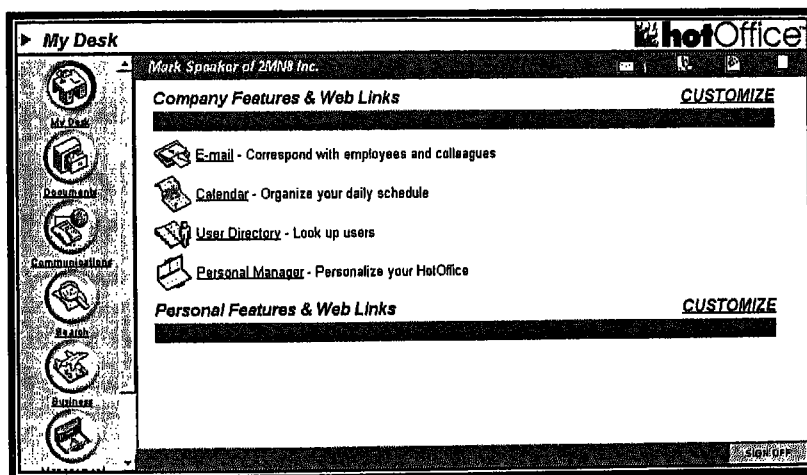 My Desk
hotOffice
Mark Speaker of 2MN8 Inc.
Company Features & Web Links
CUSTOMIZE
E-mail - Correspond with employees and colleagues
Calendar - Organize your daily schedule
User Directory - Look up users
Personal Manager - Personalize your HotOffice
Personal Features & Web Links
CUSTOMIZE
My Desk
Documents
Communications
Search
Business
SIGN OFF